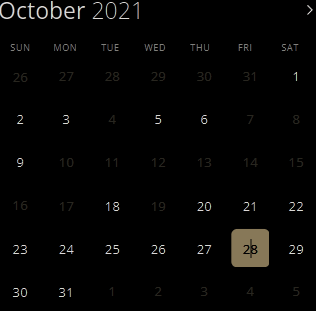 October 2021
SUN MON TUE WED THU FRI SAT
26 27 28 29 30 31 1
2 3 4 5 6 7 8
9 10 11 12 13 14 15
16 17 18 19 20 21 22
23 24 25 26 27 28 29
30 31 1 2 3 4 5